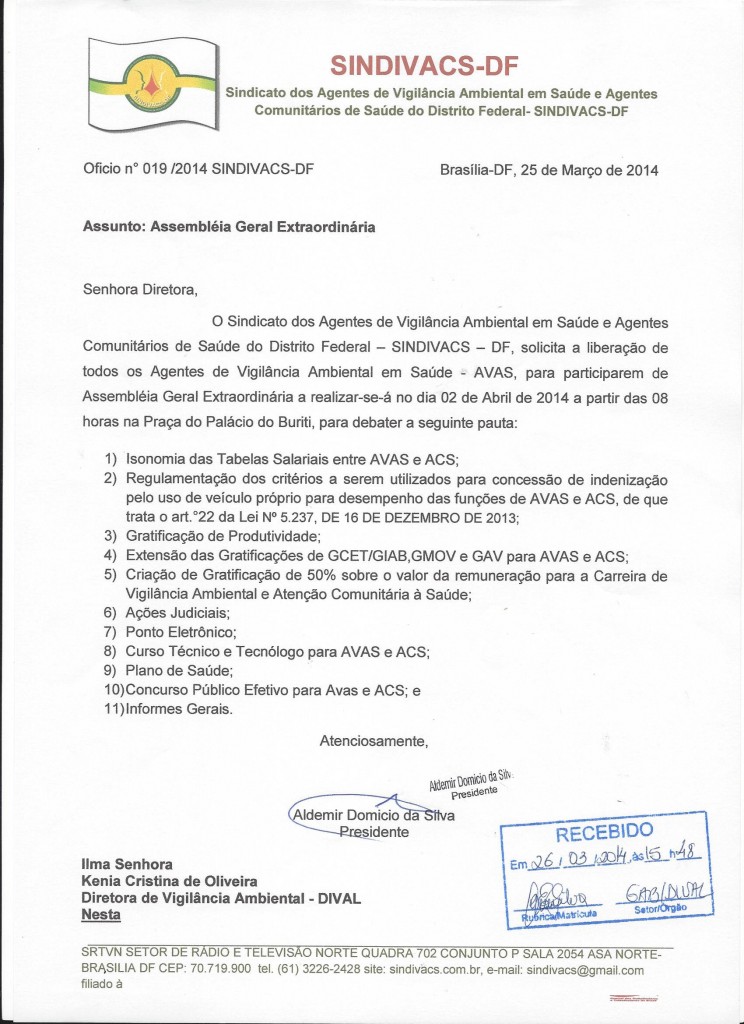 SINDIVACS-DF
Sindicato dos Agentes de Vigilância Ambiental em Saúde e Agentes
Comunitários de Saúde do Distrito Federal- SINDIVACS-DF
Oficio n° 019 /2014 SINDIVACS-DF
Brasília-DF, 25 de Março de 2014
Assunto: Assembléia Geral Extraordinária
Senhora Diretora,
O Sindicato dos Agentes de Vigilância Ambiental em Saúde e Agentes
Comunitários de Saúde do Distrito Federal – SINDIVACS – DF, solicita a liberação de
todos os Agentes de Vigilância Ambiental em Saúde - AVAS, para participarem de
Assembléia Geral Extraordinária a realizar-se-á no dia 02 de Abril de 2014 a partir das 08
horas na Praça do Palácio do Buriti, para debater a seguinte pauta:
1) Isonomia das Tabelas Salariais entre AVAS e ACS;
2) Regulamentação dos critérios a serem utilizados para concessão de indenização
pelo uso de veículo próprio para desempenho das funções de AVAS e ACS, de que
trata o art.°22 da Lei Nº 5.237, DE 16 DE DEZEMBRO DE 2013;
3) Gratificação de Produtividade;
4) Extensão das Gratificações de GCET/GIAB,GMOV e GAV para AVAS e ACS;
5) Criação de Gratificação de 50% sobre o valor da remuneração para a Carreira de
Vigilância Ambiental e Atenção Comunitária à Saúde;
6) Ações Judiciais;
7) Ponto Eletrônico;
8) Curso Técnico e Tecnólogo para AVAS e ACS;
9) Plano de Saúde;
10)Concurso Público Efetivo para Avas e ACS; e
11)Informes Gerais.
Atenciosamente,
Aldemir Domicio da Silv
Presidente
Aldemir Domicio da Silva
Presidente
RECEBIDO
Em 26/03/2014, às 15 h 48
GAB/DIVAL
Rubrica/Matrícula Setor/Órgão
Ilma Senhora
Kenia Cristina de Oliveira
Diretora de Vigilância Ambiental - DIVAL
Nesta
SRTVN SETOR DE RÁDIO E TELEVISÃO NORTE QUADRA 702 CONJUNTO P SALA 2054 ASA NORTE-
BRASILIA DF CEP: 70.719.900 tel. (61) 3226-2428 site: sindivacs.com.br, e-mail: sindivacs@gmail.com
filiado à